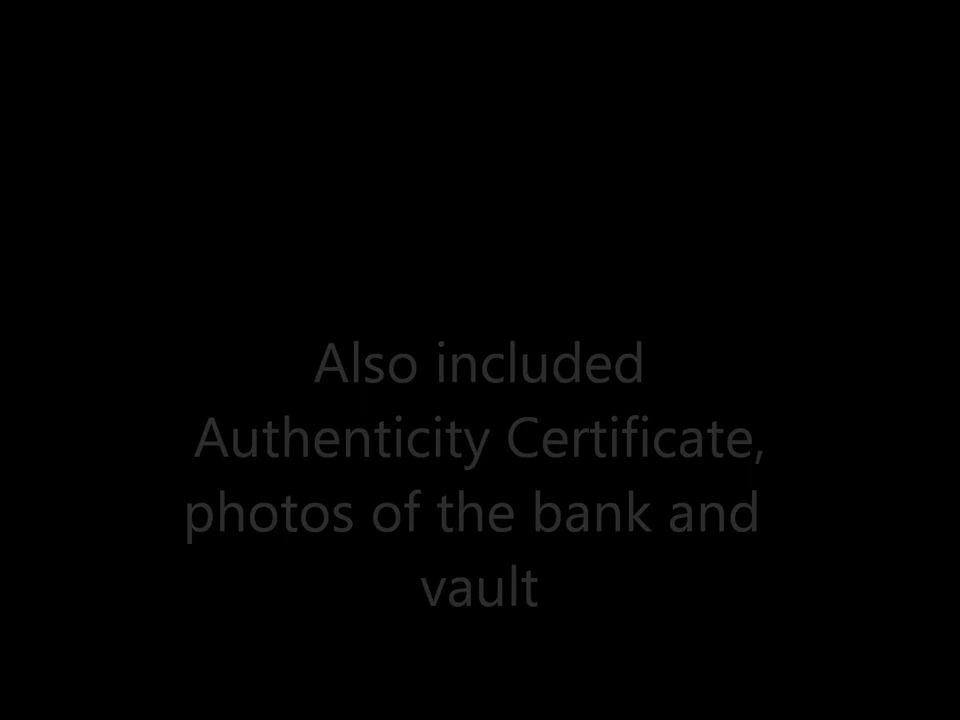 Also included
Authenticity Certificate,
photos of the bank and
vault